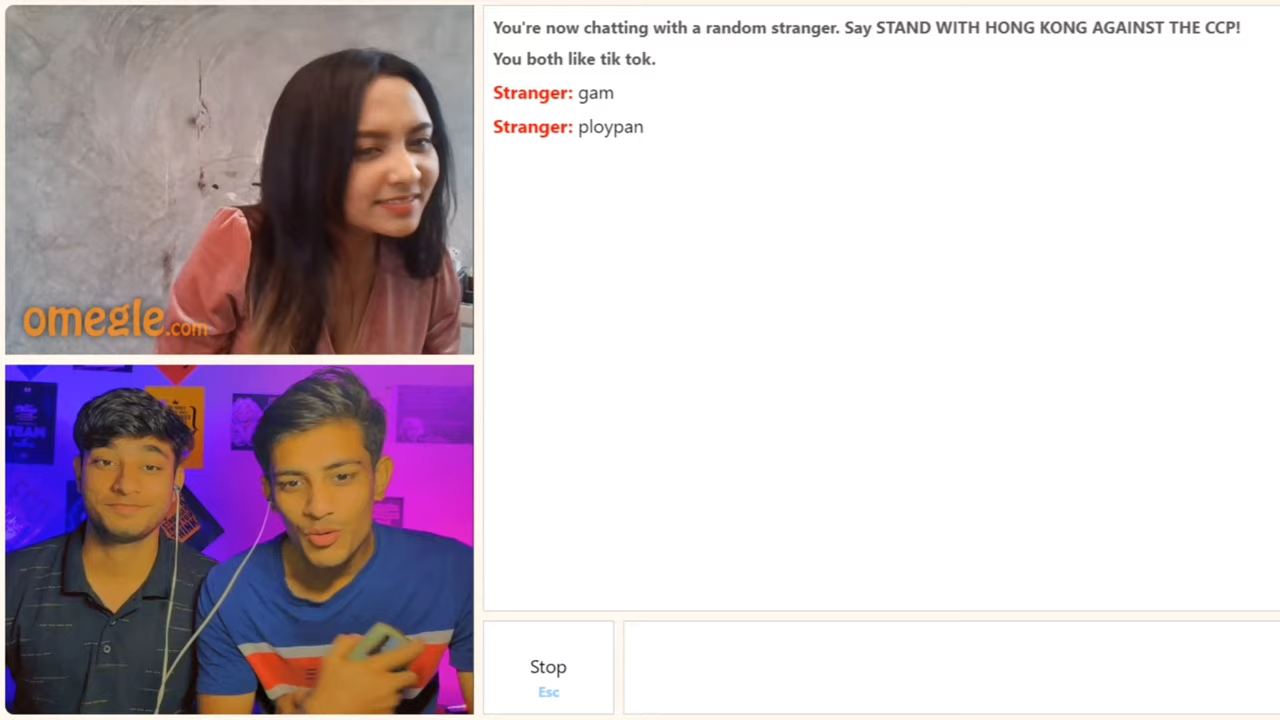 You're now chatting with a random stranger. Say STAND WITH HONG KONG AGAINST THE CCP!
You both like tik tok.
Stranger: gam
Stranger: ploypan
omegle.com
TEAM
Stop
Esc